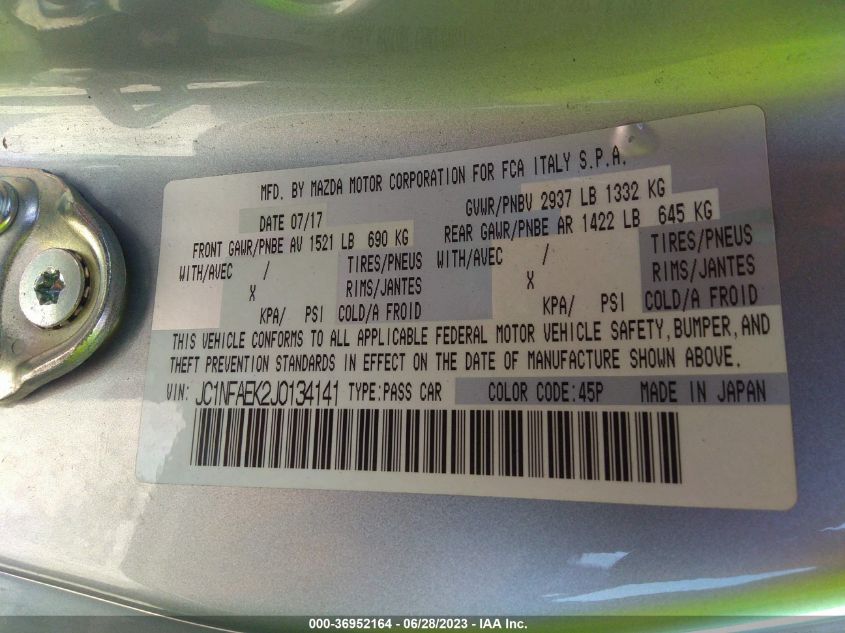 MFD. BY MAZDA MOTOR CORPORATION FOR FCA ITALY S.P.A.
DATE 07/17 GVWR/PNBV 2937 LB 1332 KG
FRONT GAWR/PNBE AV 1521 LB 690 KG REAR GAWR/PNBE AR 1422 LB 645 KG
WITH/AVEC / TIRES/PNEUS WITH/AVEC / TIRES/PNEUS
X RIMS/JANTES X RIMS/JANTES
KPA/ PSI COLD/A FROID KPA/ PSI COLD/A FROID
THIS VEHICLE CONFORMS TO ALL APPLICABLE FEDERAL MOTOR VEHICLE SAFETY, BUMPER, AND
THEFT PREVENTION STANDARDS IN EFFECT ON THE DATE OF MANUFACTURE SHOWN ABOVE.
VIN: JC1NFAEK2J0134141 TYPE:PASS CAR COLOR CODE:45P MADE IN JAPAN
000-36952164 - 06/28/2023 - IAA Inc.